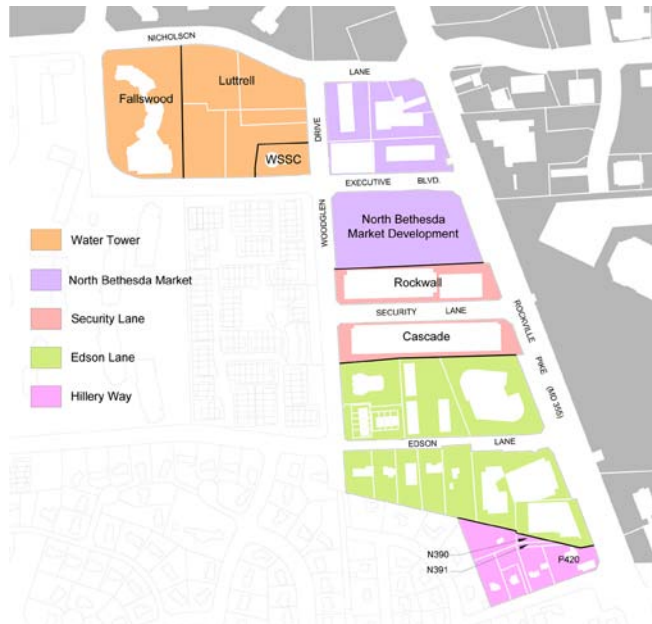 NICHOLSON
LANE
Fallswood
Luttrell
WSSC
DRIVE
WOODGLEN
EXECUTIVE BLVD.
North Bethesda
Market Development
Rockwall
SECURITY LANE
Cascade
ROCKVILLE
PIKE
(MD 355)
EDSON LANE
N390
N391
P420
Water Tower
North Bethesda Market
Security Lane
Edson Lane
Hillery Way